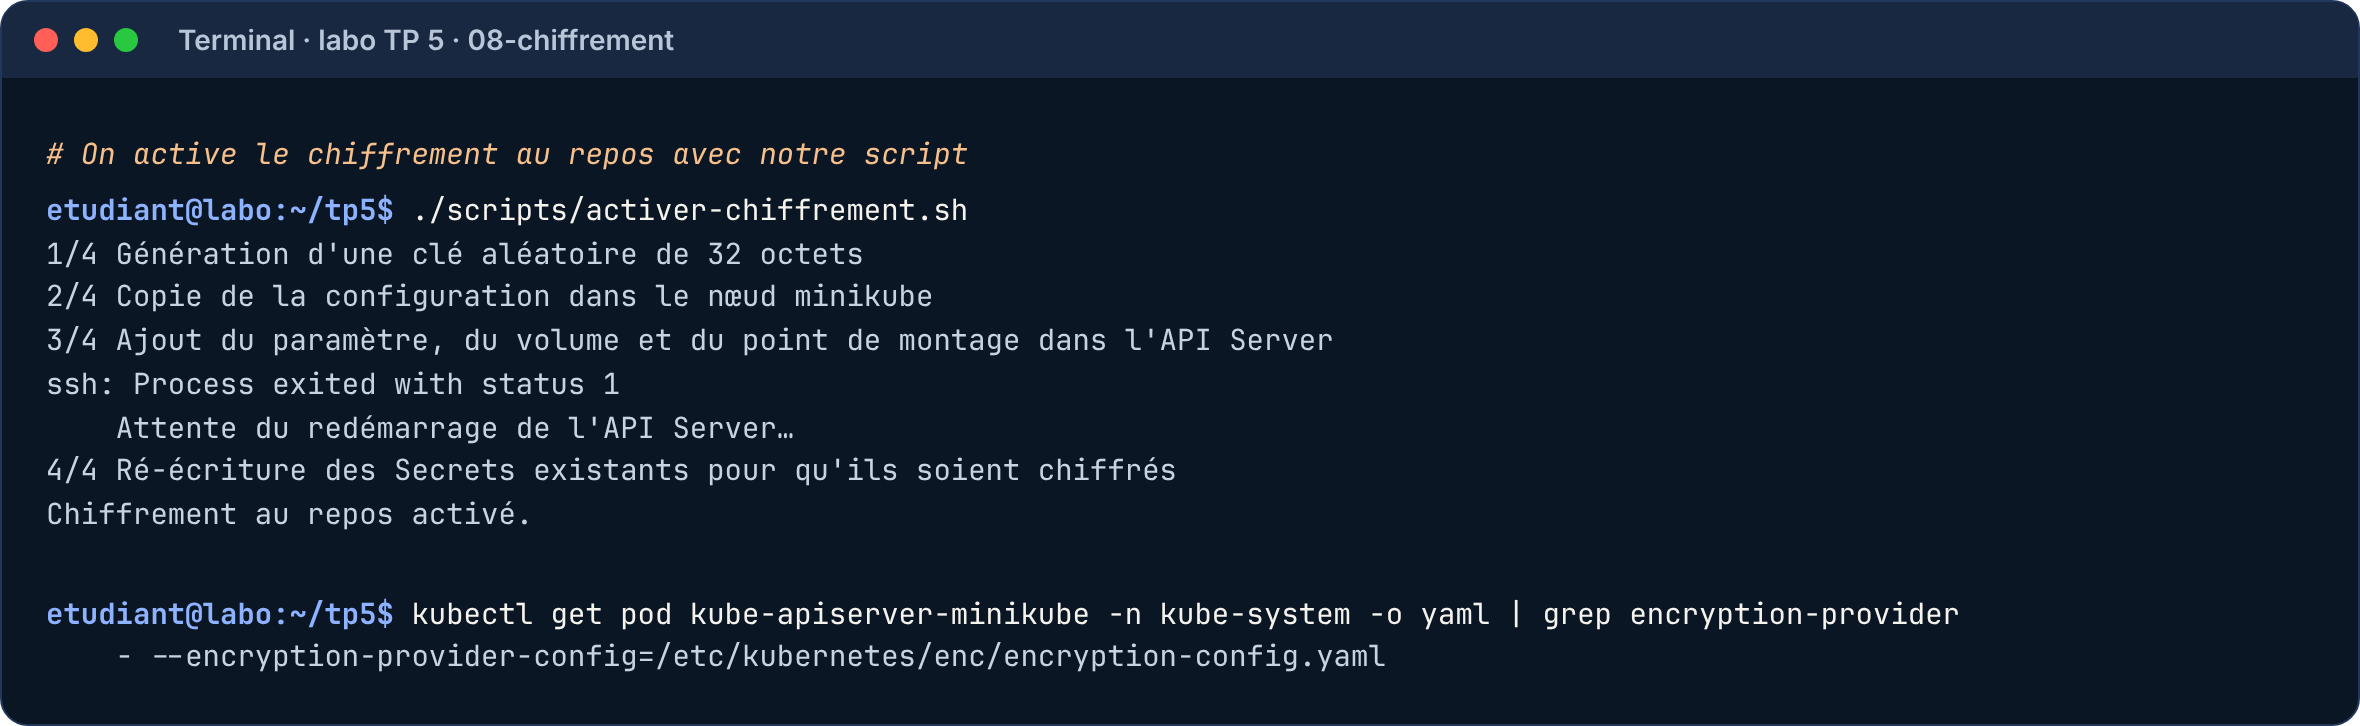 Terminal · labo TP 5 · 08-chiffrement
# On active le chiffrement au repos avec notre script
etudiant@labo:~/tp5$ ./scripts/activer-chiffrement.sh
1/4 Génération d'une clé aléatoire de 32 octets
2/4 Copie de la configuration dans le nœud minikube
3/4 Ajout du paramètre, du volume et du point de montage dans l'API Server
ssh: Process exited with status 1
    Attente du redémarrage de l'API Server…
4/4 Ré-écriture des Secrets existants pour qu'ils soient chiffrés
Chiffrement au repos activé.
etudiant@labo:~/tp5$ kubectl get pod kube-apiserver-minikube -n kube-system -o yaml | grep encryption-provider
    - --encryption-provider-config=/etc/kubernetes/enc/encryption-config.yaml